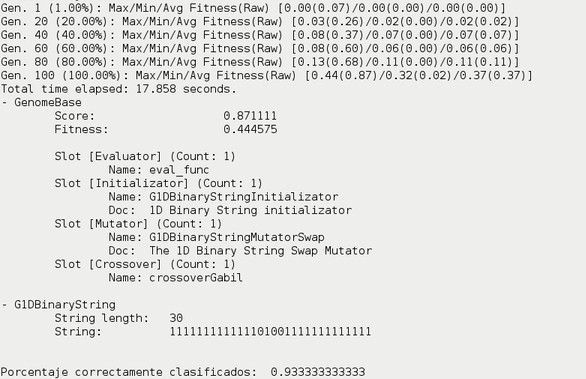 Gen. 1 (1.00%): Max/Min/Avg Fitness(Raw) [0.00(0.07)/0.00(0.00)/0.00(0.00)]
Gen. 20 (20.00%): Max/Min/Avg Fitness(Raw) [0.03(0.26)/0.02(0.00)/0.02(0.02)]
Gen. 40 (40.00%): Max/Min/Avg Fitness(Raw) [0.08(0.37)/0.07(0.00)/0.07(0.07)]
Gen. 60 (60.00%): Max/Min/Avg Fitness(Raw) [0.08(0.60)/0.06(0.00)/0.06(0.06)]
Gen. 80 (80.00%): Max/Min/Avg Fitness(Raw) [0.13(0.68)/0.11(0.00)/0.11(0.11)]
Gen. 100 (100.00%): Max/Min/Avg Fitness(Raw) [0.44(0.87)/0.32(0.02)/0.37(0.37)]
Total time elapsed: 17.858 seconds.
- GenomeBase
Score: 0.871111
Fitness: 0.444575
Slot [Evaluator] (Count: 1)
Name: eval_func
Slot [Initializator] (Count: 1)
Name: G1DBinaryStringInitializator
Doc: 1D Binary String initializator
Slot [Mutator] (Count: 1)
Name: G1DBinaryStringMutatorSwap
Doc: The 1D Binary String Swap Mutator
Slot [Crossover] (Count: 1)
Name: crossoverGabil
- G1DBinaryString
String length: 30
String: 111111111111101001111111111111
Porcentaje correctamente clasificados: 0.933333333333